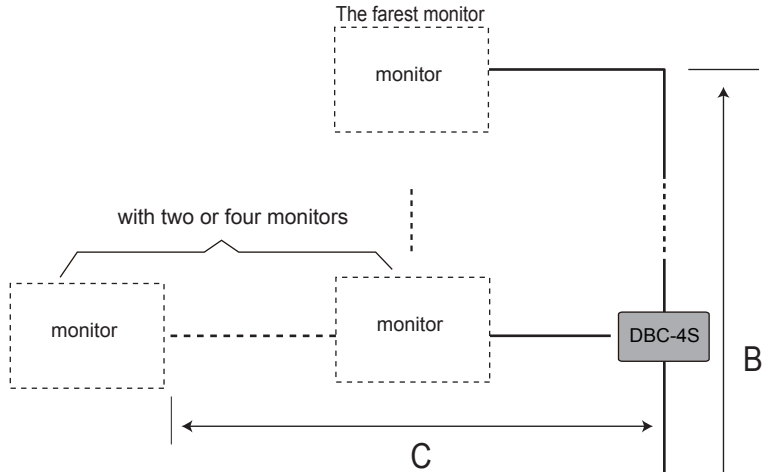 The farest monitor
monitor
with two or four monitors
monitor
monitor
DBC-4S
B
C